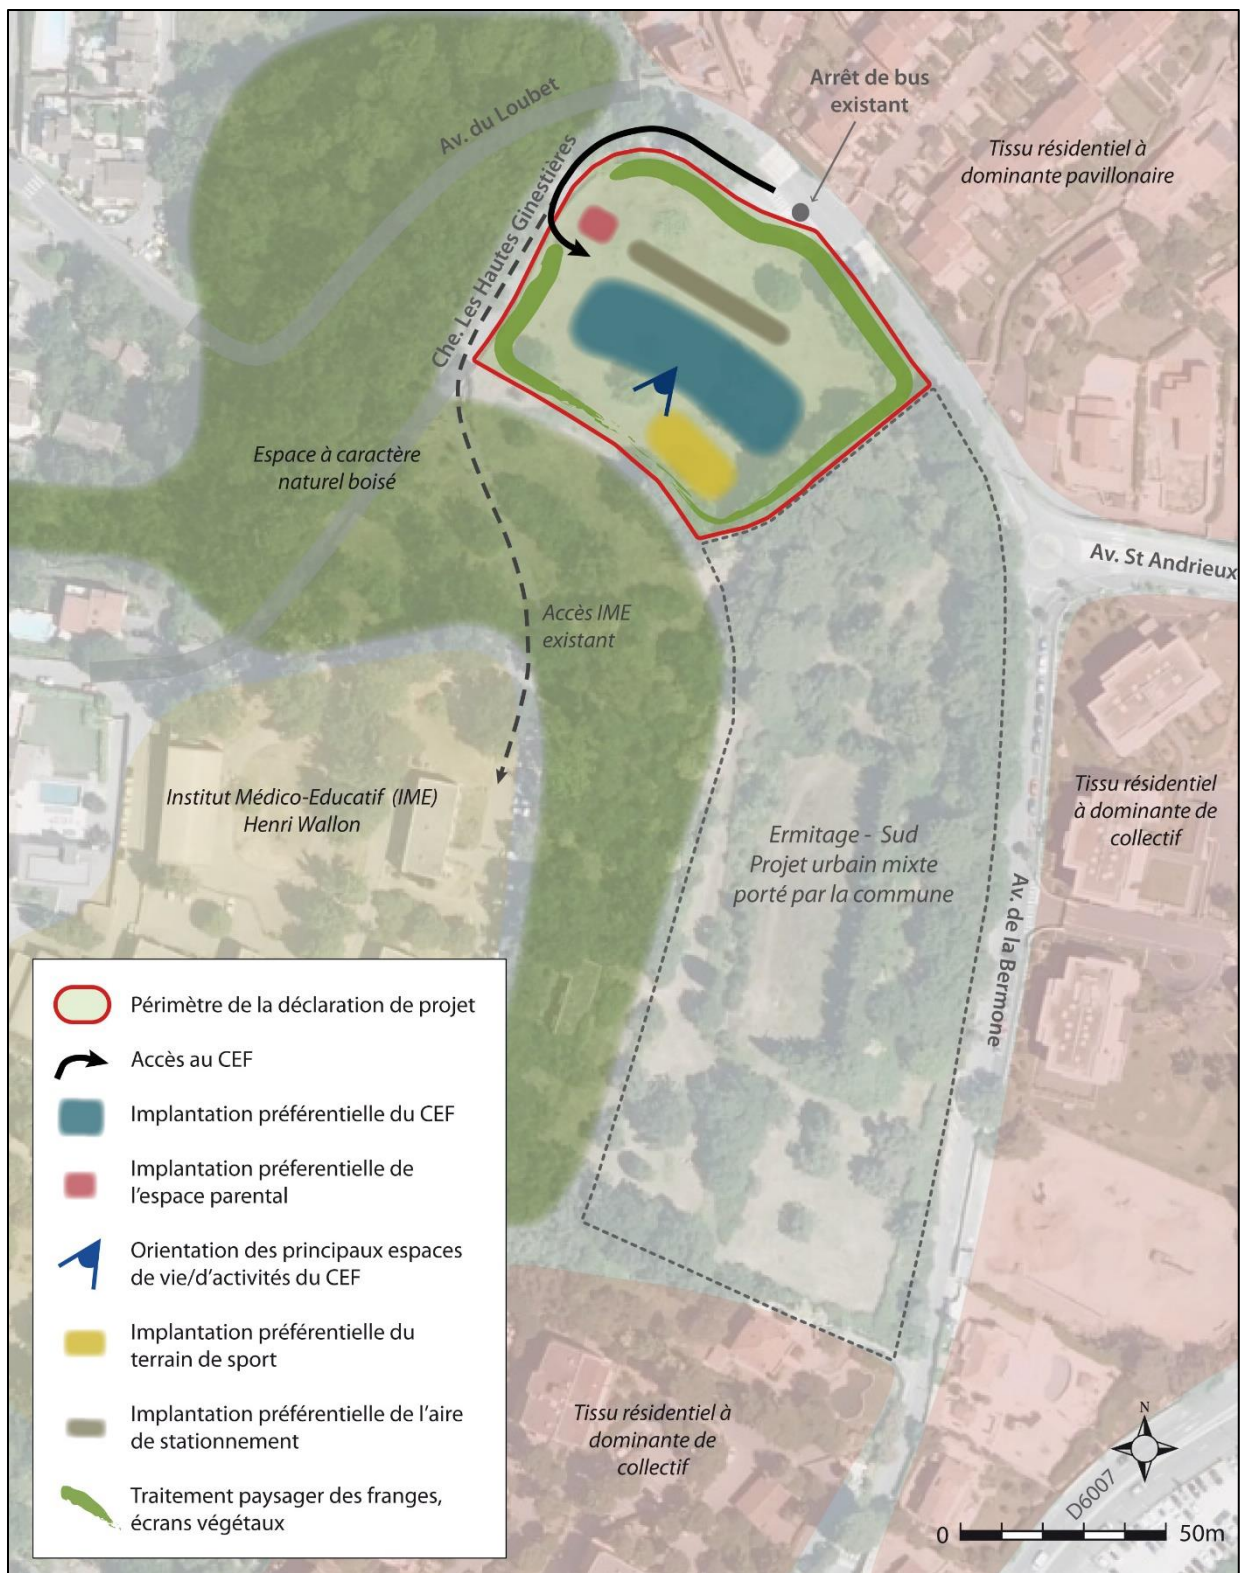 Arrêt de bus
existant
Av. du Loubet
Tissu résidentiel à
dominante pavillonaire
Che. Les Hautes Ginestières
Espace à caractère
naturel boisé
Av. St Andrieux
Accès IME
existant
Institut Médico-Educatif (IME)
Henri Wallon
Tissu résidentiel
à dominante de
collectif
Ermitage - Sud
Projet urbain mixte
porté par la commune
Av. de la Bermone
Périmètre de la déclaration de projet
Accès au CEF
Implantation préférentielle du CEF
Implantation préferentielle de
l'espace parental
Orientation des principaux espaces
de vie/d'activités du CEF
Implantation préférentielle du
terrain de sport
Implantation préférentielle de l'aire
de stationnement
Traitement paysager des franges,
écrans végétaux
Tissu résidentiel à
dominante de
collectif
N
D6007
0 50m